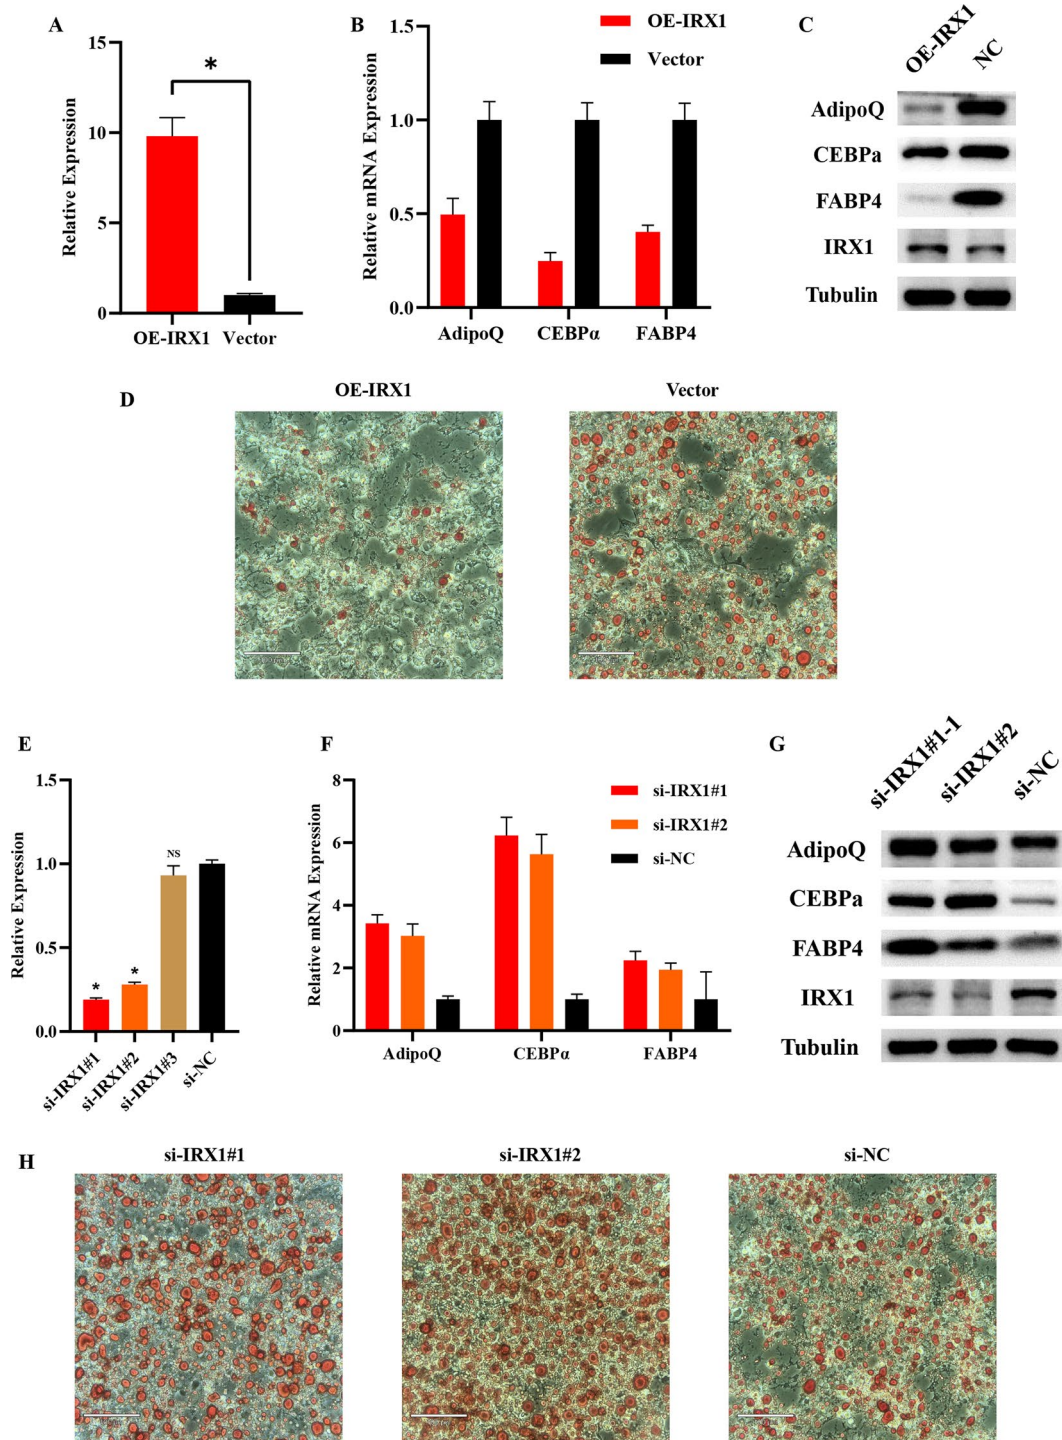 A
Relative Expression
15
10
5
0
*
OE-IRX1 Vector
B
Relative mRNA Expression
1.5
1.0
0.5
0.0
OE-IRX1
Vector
AdipoQ CEBPα FABP4
C
OE-IRX1 NC
AdipoQ
CEBPa
FABP4
IRX1
Tubulin
D
OE-IRX1 Vector
E
Relative Expression
1.5
1.0
0.5
0.0
* * NS
si-IRX1#1 si-IRX1#2 si-IRX1#3 si-NC
F
Relative mRNA Expression
8
6
4
2
0
si-IRX1#1
si-IRX1#2
si-NC
AdipoQ CEBPα FABP4
G
si-IRX1#1-1 si-IRX1#2 si-NC
AdipoQ
CEBPa
FABP4
IRX1
Tubulin
H
si-IRX1#1 si-IRX1#2 si-NC